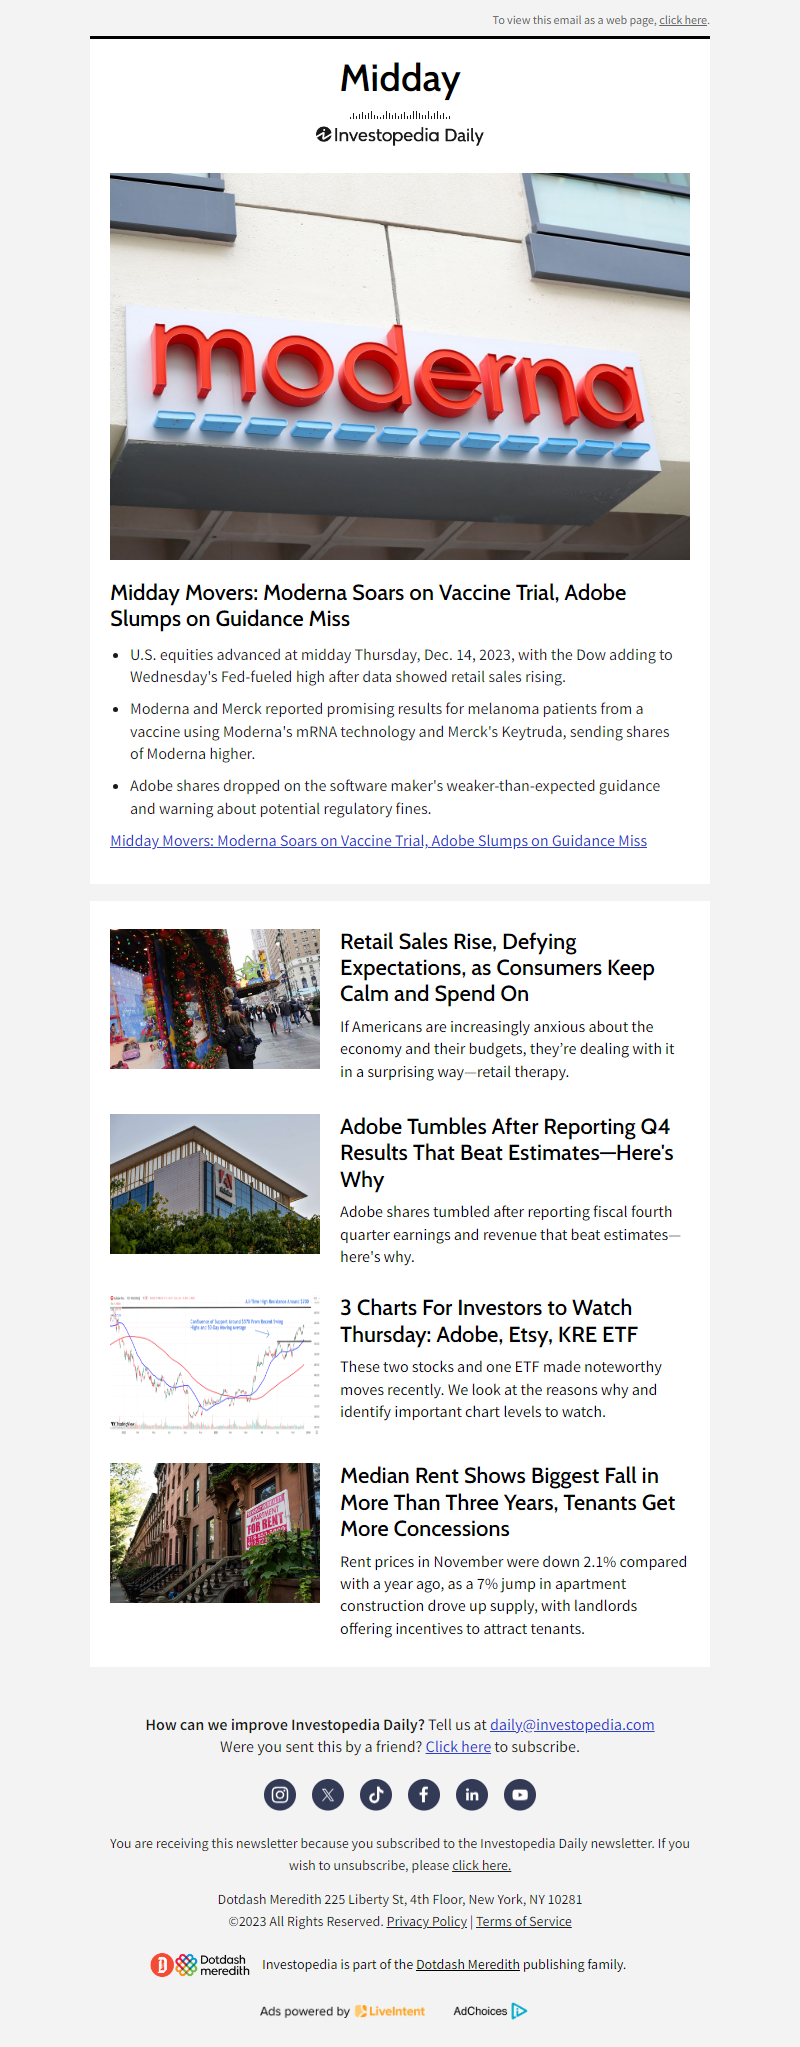 To view this email as a web page, click here.
Midday
Investopedia Daily
moderna
Midday Movers: Moderna Soars on Vaccine Trial, Adobe
Slumps on Guidance Miss
• U.S. equities advanced at midday Thursday, Dec. 14, 2023, with the Dow adding to
Wednesday's Fed-fueled high after data showed retail sales rising.
• Moderna and Merck reported promising results for melanoma patients from a
vaccine using Moderna's mRNA technology and Merck's Keytruda, sending shares
of Moderna higher.
• Adobe shares dropped on the software maker's weaker-than-expected guidance
and warning about potential regulatory fines.
Midday Movers: Moderna Soars on Vaccine Trial, Adobe Slumps on Guidance Miss
Retail Sales Rise, Defying
Expectations, as Consumers Keep
Calm and Spend On
If Americans are increasingly anxious about the
economy and their budgets, they’re dealing with it
in a surprising way—retail therapy.
Adobe Tumbles After Reporting Q4
Results That Beat Estimates—Here's
Why
Adobe shares tumbled after reporting fiscal fourth
quarter earnings and revenue that beat estimates—
here's why.
3 Charts For Investors to Watch
Thursday: Adobe, Etsy, KRE ETF
These two stocks and one ETF made noteworthy
moves recently. We look at the reasons why and
identify important chart levels to watch.
APARTMENT
FOR RENT
Median Rent Shows Biggest Fall in
More Than Three Years, Tenants Get
More Concessions
Rent prices in November were down 2.1% compared
with a year ago, as a 7% jump in apartment
construction drove up supply, with landlords
offering incentives to attract tenants.
How can we improve Investopedia Daily? Tell us at daily@investopedia.com
Were you sent this by a friend? Click here to subscribe.
You are receiving this newsletter because you subscribed to the Investopedia Daily newsletter. If you
wish to unsubscribe, please click here.
Dotdash Meredith 225 Liberty St, 4th Floor, New York, NY 10281
©2023 All Rights Reserved. Privacy Policy | Terms of Service
Dotdash
meredith
Investopedia is part of the Dotdash Meredith publishing family.
Ads powered by LiveIntent
AdChoices